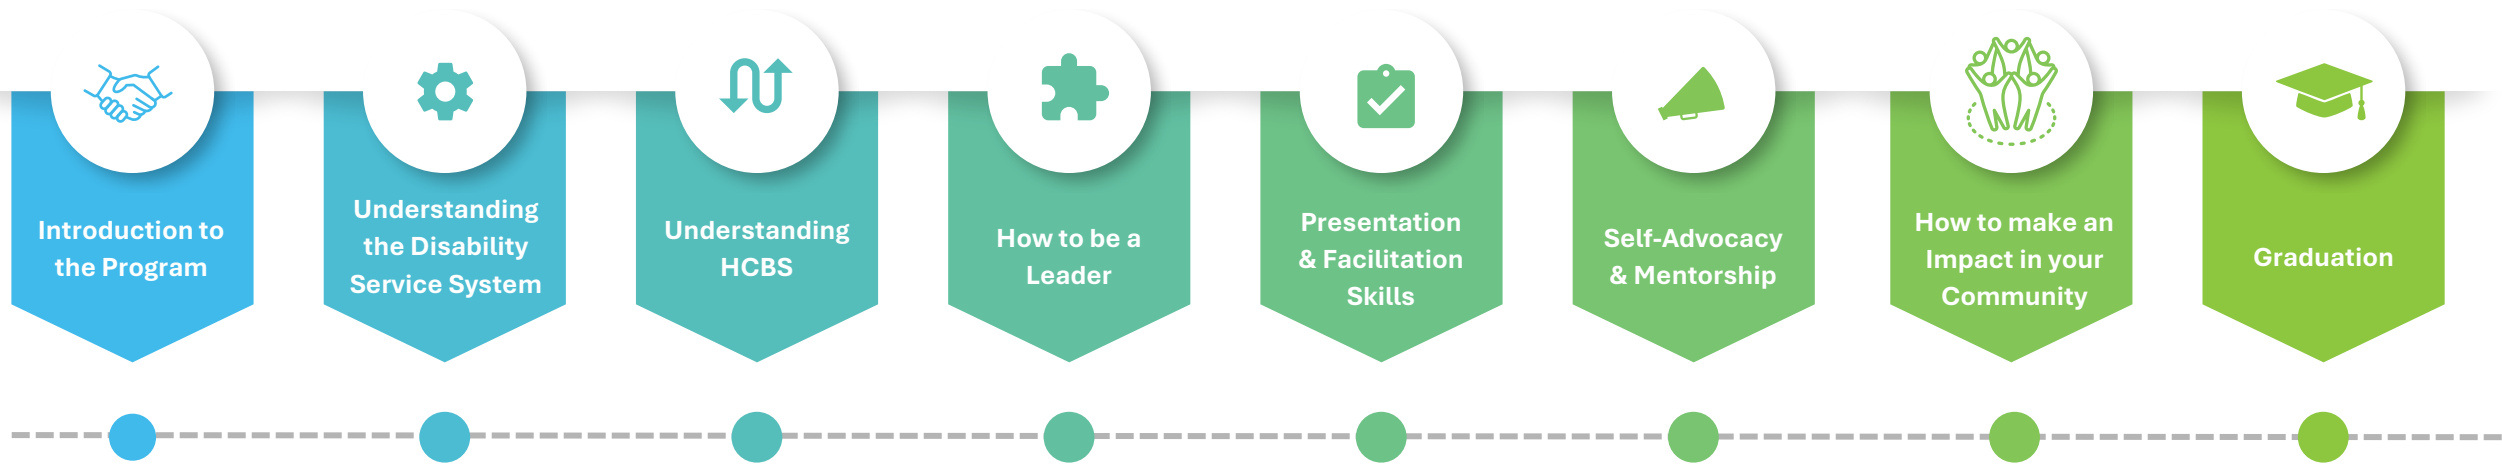 Introduction to
the Program
Understanding
the Disability
Service System
Understanding
HCBS
How to be a
Leader
Presentation
& Facilitation
Skills
Self-Advocacy
& Mentorship
How to make an
Impact in your
Community
Graduation